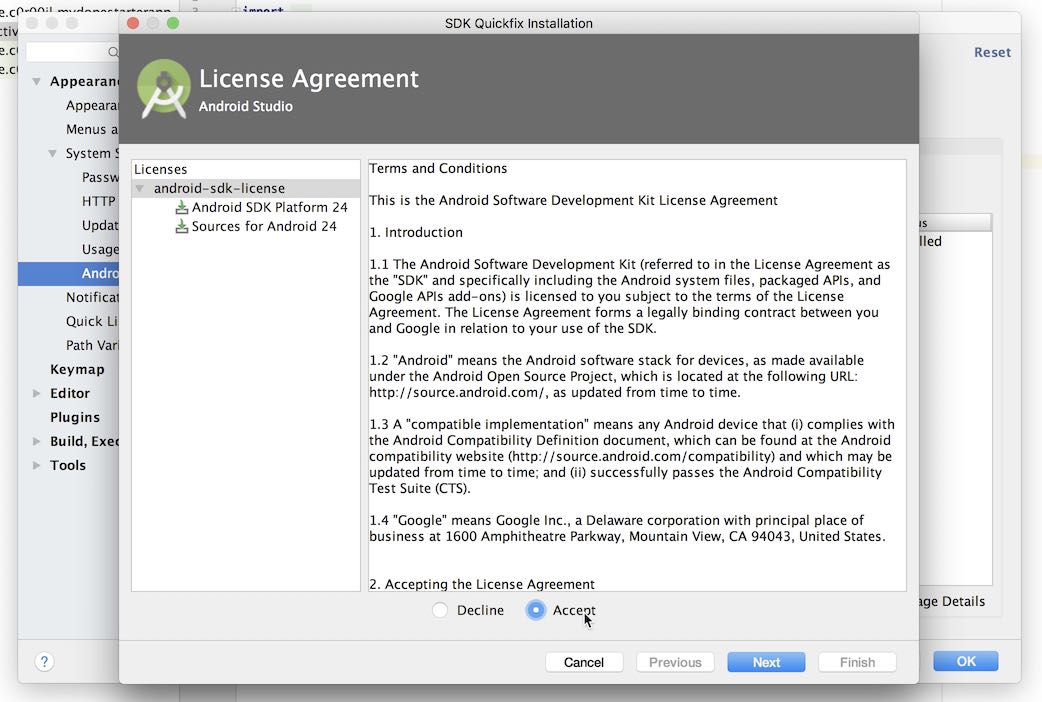 SDK Quickfix Installation
Reset
License Agreement
Android Studio
Appearan
Appeara
Menus a
System S
Passw
HTTP
Updat
Usage
Andro
Notificat
Quick Li
Path Vari
Keymap
Editor
Plugins
Build, Exec
Tools
Licenses
android-sdk-license
Android SDK Platform 24
Sources for Android 24
Terms and Conditions
This is the Android Software Development Kit License Agreement
1. Introduction
1.1 The Android Software Development Kit (referred to in the License Agreement as
the "SDK" and specifically including the Android system files, packaged APIs, and
Google APIs add-ons) is licensed to you subject to the terms of the License
Agreement. The License Agreement forms a legally binding contract between you
and Google in relation to your use of the SDK.
1.2 "Android" means the Android software stack for devices, as made available
under the Android Open Source Project, which is located at the following URL:
http://source.android.com/, as updated from time to time.
1.3 A "compatible implementation" means any Android device that (i) complies with
the Android Compatibility Definition document, which can be found at the Android
compatibility website (http://source.android.com/compatibility) and which may be
updated from time to time; and (ii) successfully passes the Android Compatibility
Test Suite (CTS).
1.4 "Google" means Google Inc., a Delaware corporation with principal place of
business at 1600 Amphitheatre Parkway, Mountain View, CA 94043, United States.
2. Accepting the License Agreement
us
lled
age Details
Decline
Accept
?
Cancel
Previous
Next
Finish
OK